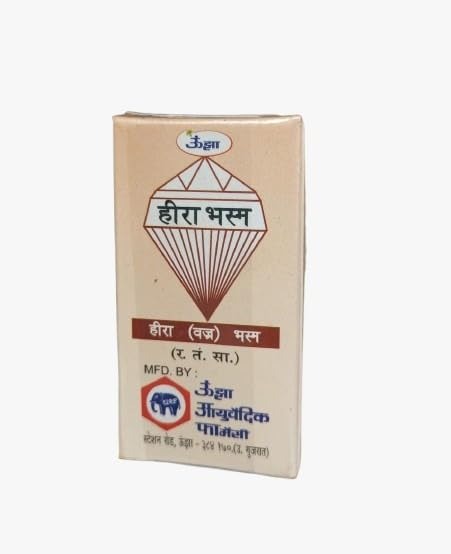 ऊंझा
हीरा भस्म
हीरा (वज्र) भस्म
(र. तं. सा.)
MFD. BY :
ऊंझा
आयुर्वेदिक
फार्मसी
स्टेशन रोड, ऊंझा - ३८४ १७०.(उ. गुजरात)